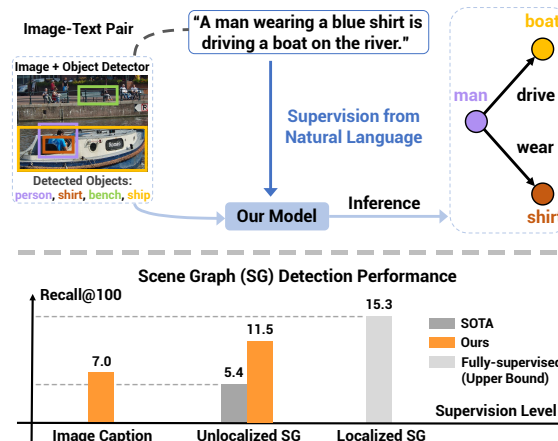 Image-Text Pair
“A man wearing a blue shirt is
driving a boat on the river.”
Image + Object Detector
Detected Objects:
person, shirt, bench, ship
Supervision from
Natural Language
Our Model
Inference
boat
man
drive
wear
shirt
Scene Graph (SG) Detection Performance
Recall@100
7.0
5.4
11.5
15.3
SOTA
Ours
Fully-supervised
(Upper Bound)
Supervision Level
Image Caption
Unlocalized SG
Localized SG